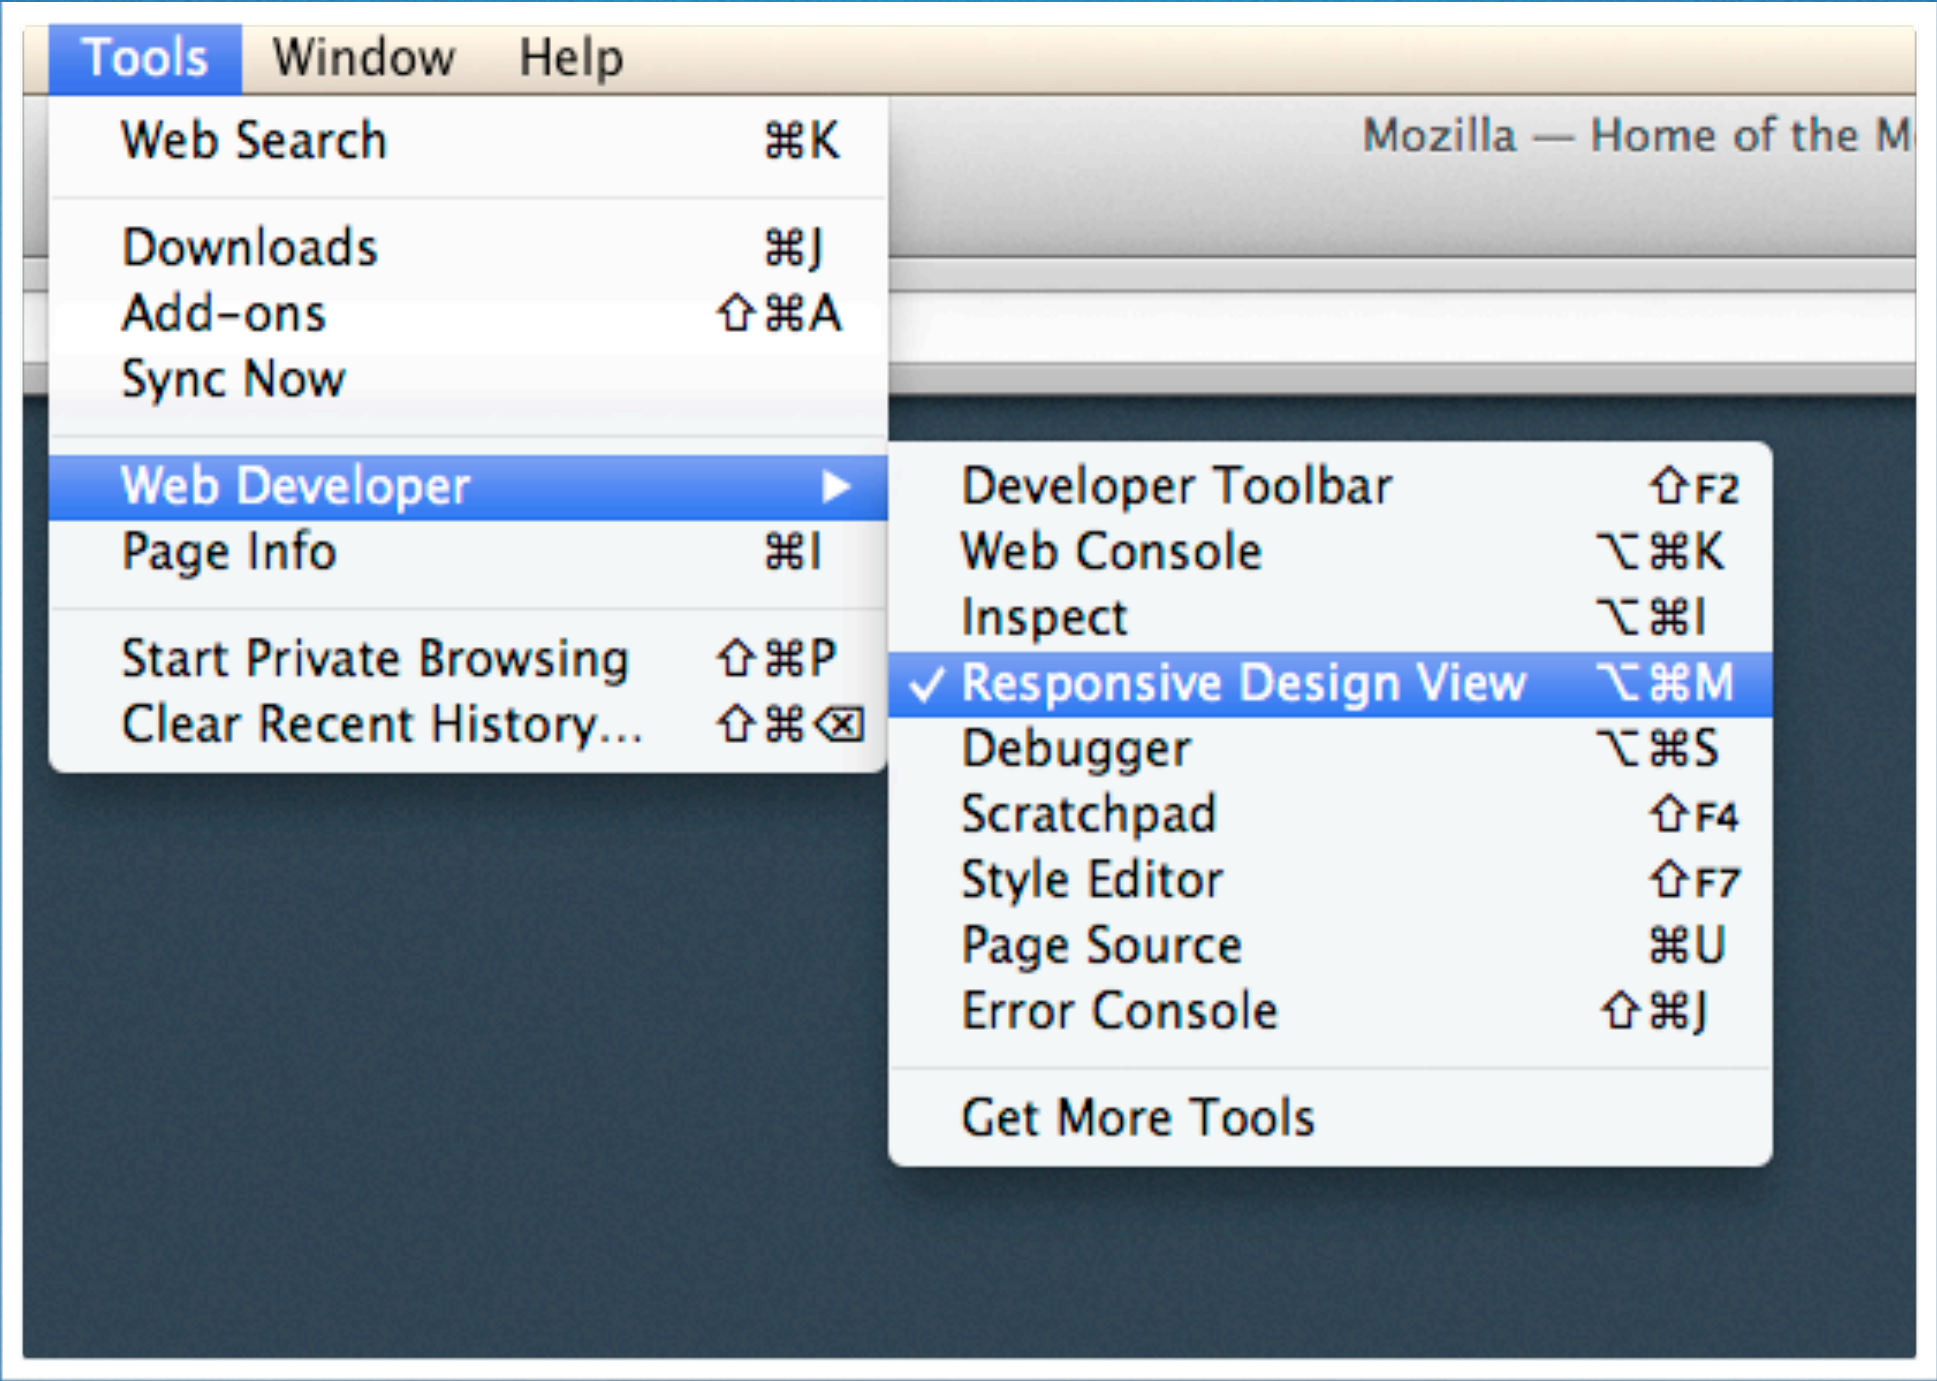 Tools Window Help
Mozilla — Home of the M
Web Search ⌘K
Downloads ⌘J
Add-ons ⇧⌘A
Sync Now
Web Developer ▶
Page Info ⌘I
Start Private Browsing ⇧⌘P
Clear Recent History... ⇧⌘⌫
Developer Toolbar ⇧F2
Web Console ⌥⌘K
Inspect ⌥⌘I
✓ Responsive Design View ⌥⌘M
Debugger ⌥⌘S
Scratchpad ⇧F4
Style Editor ⇧F7
Page Source ⌘U
Error Console ⇧⌘J
Get More Tools